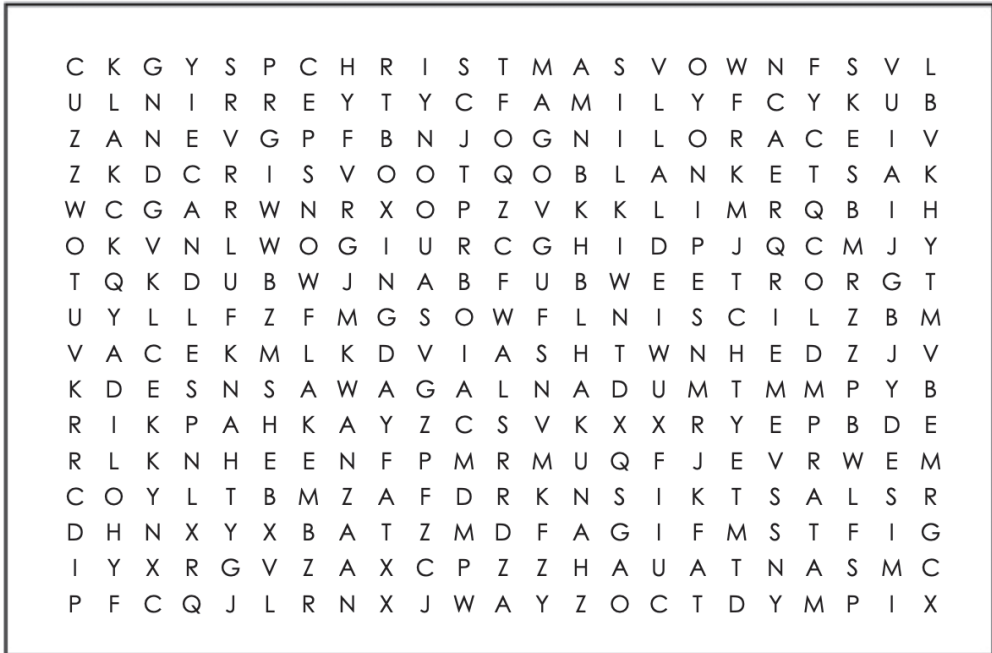 C K G Y S P C H R I S T M A S V O W N F S V L
U L N I R R E Y T Y C F A M I L Y F C Y K U B
Z A N E V G P F B N J O G N I L O R A C E I V
Z K D C R I S V O O T Q O B L A N K E T S A K
W C G A R W N R X O P Z V K K L I M R Q B I H
O K V N L W O G I U R C G H I D P J Q C M J Y
T Q K D U B W J N A B F U B W E E T R O R G T
U Y L L F Z F M G S O W F L N I S C I L Z B M
V A C E K M L K D V I A S H T W N H E D Z J V
K D E S N S A W A G A L N A D U M T M M P Y B
R I K P A H K A Y Z C S V K X X R Y E P B D E
R L K N H E E N F P M R M U Q F J E V R W E M
C O Y L T B M Z A F D R K N S I K T S A L S R
D H N X Y X B A T Z M D F A G I F M S T F I G
I Y X R G V Z A X C P Z Z H A U A T N A S M C
P F C Q J L R N X J W A Y Z O C T D Y M P I X